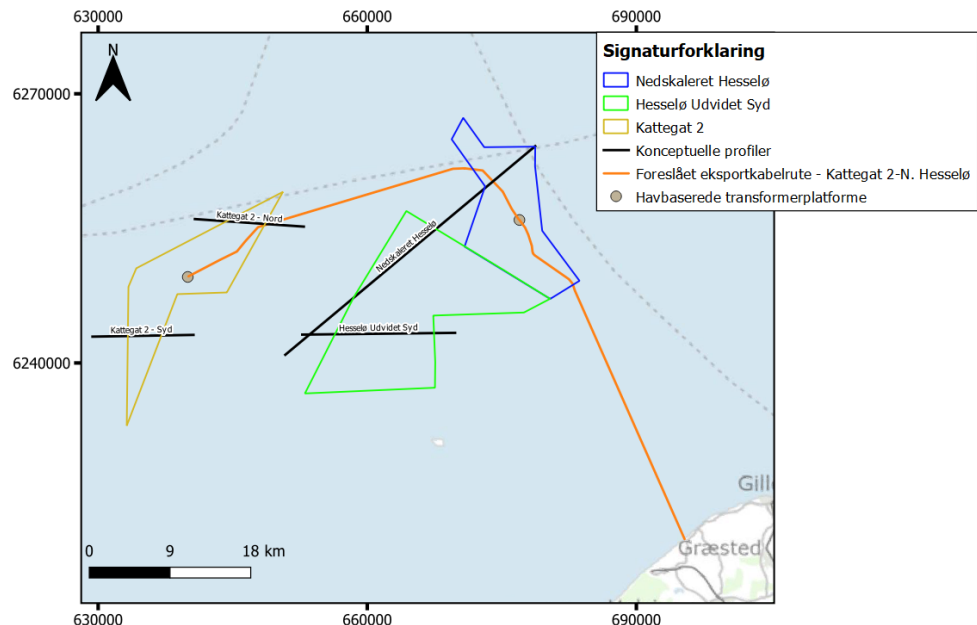 630000 660000 690000
N
Signaturforklaring
Nedskaleret Hesselø
Hesselø Udvidet Syd
Kattegat 2
Konceptuelle profiler
Foreslået eksportkabelrute - Kattegat 2-N. Hesselø
Havbaserede transformerplatforme
6270000
Kattegat 2 - Nord
Nedskaleret Hesselø
Kattegat 2 - Syd
Hesselø Udvidet Syd
6240000
Gill
Græsted
0 9 18 km
630000 660000 690000